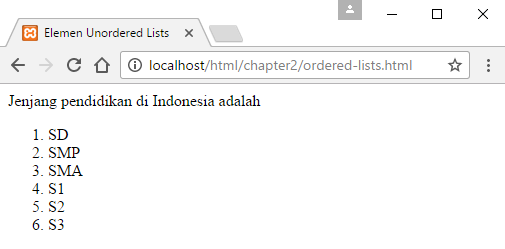 Elemen Unordered Lists
localhost/html/chapter2/ordered-lists.html
Jenjang pendidikan di Indonesia adalah
1. SD
2. SMP
3. SMA
4. S1
5. S2
6. S3